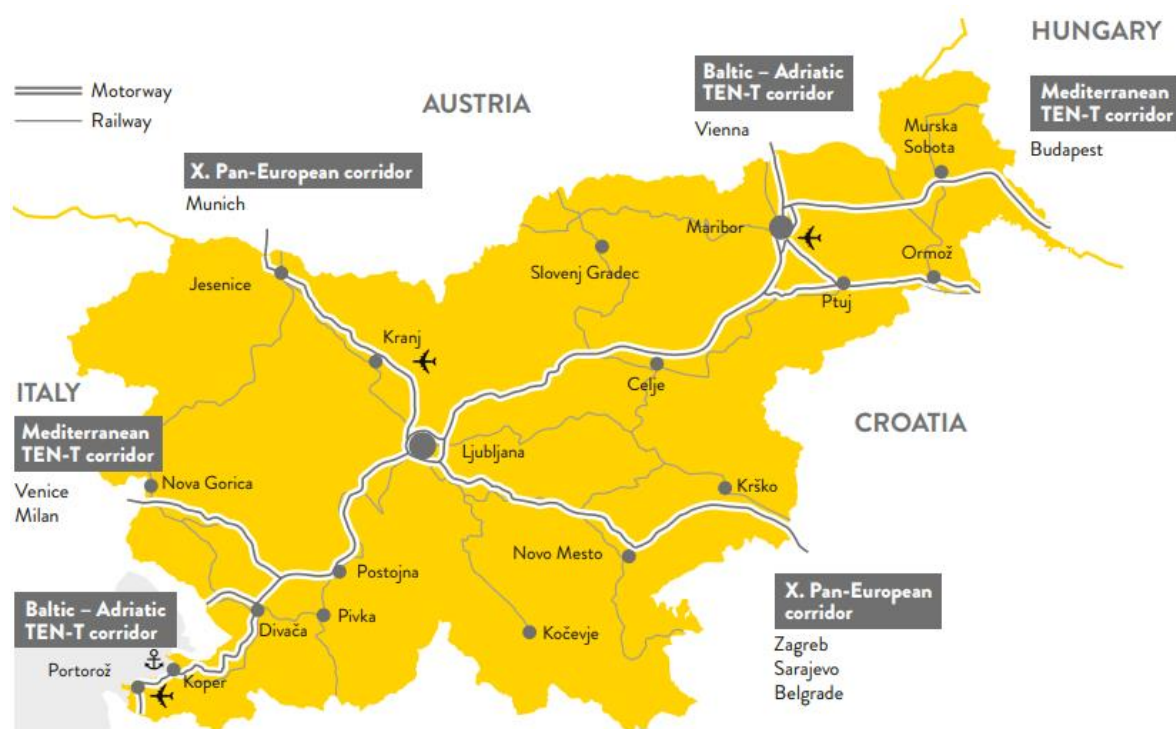 HUNGARY
Baltic – Adriatic
TEN-T corridor
Vienna
Mediterranean
TEN-T corridor
Budapest
Motorway
Railway
AUSTRIA
Murska
Sobota
X. Pan-European corridor
Munich
Maribor
Slovenj Gradec
Ormož
Ptuj
Jesenice
Kranj
Celje
ITALY
Mediterranean
TEN-T corridor
Venice
Milan
CROATIA
Ljubljana
Nova Gorica
Krško
Novo Mesto
Postojna
Pivka
Divača
Kočevje
Baltic – Adriatic
TEN-T corridor
Portorož
Koper
X. Pan-European
corridor
Zagreb
Sarajevo
Belgrade